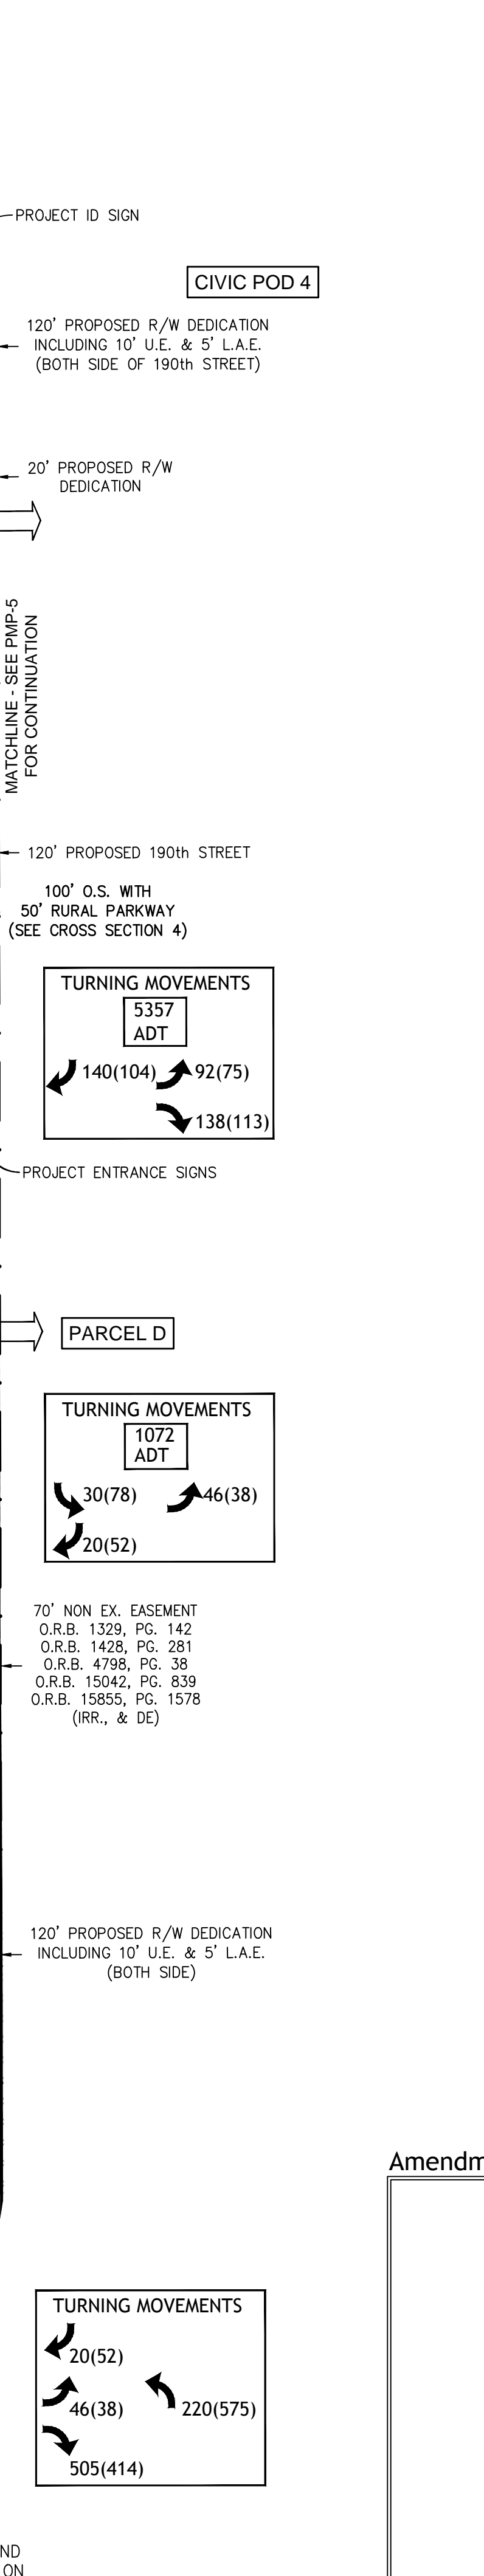 PROJECT ID SIGN
CIVIC POD 4
120' PROPOSED R/W DEDICATION
INCLUDING 10' U.E. & 5' L.A.E.
(BOTH SIDE OF 190th STREET)
20' PROPOSED R/W
DEDICATION
MATCHLINE - SEE PMP-5
FOR CONTINUATION
120' PROPOSED 190th STREET
100' O.S. WITH
50' RURAL PARKWAY
(SEE CROSS SECTION 4)
TURNING MOVEMENTS
5357
ADT
140(104) 92(75)
138(113)
PROJECT ENTRANCE SIGNS
PARCEL D
TURNING MOVEMENTS
1072
ADT
30(78) 46(38)
20(52)
70' NON EX. EASEMENT
O.R.B. 1329, PG. 142
O.R.B. 1428, PG. 281
O.R.B. 4798, PG. 38
O.R.B. 15042, PG. 839
O.R.B. 15855, PG. 1578
(IRR., & DE)
120' PROPOSED R/W DEDICATION
INCLUDING 10' U.E. & 5' L.A.E.
(BOTH SIDE)
Amendm
TURNING MOVEMENTS
20(52)
46(38) 220(575)
505(414)
ND
ON